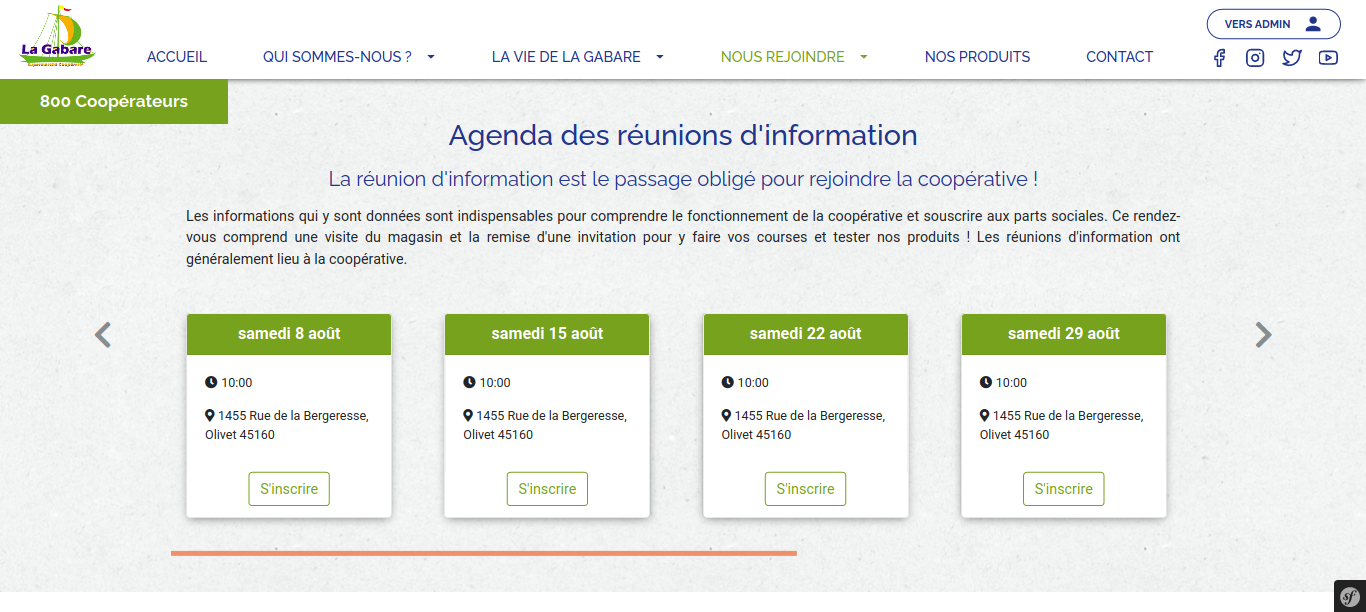 VERS ADMIN
La Gabare
ACCUEIL
QUI SOMMES-NOUS ?
LA VIE DE LA GABARE
NOUS REJOINDRE
NOS PRODUITS
CONTACT
800 Coopérateurs
Agenda des réunions d'information
La réunion d'information est le passage obligé pour rejoindre la coopérative !
Les informations qui y sont données sont indispensables pour comprendre le fonctionnement de la coopérative et souscrire aux parts sociales. Ce rendez-
vous comprend une visite du magasin et la remise d'une invitation pour y faire vos courses et tester nos produits ! Les réunions d'information ont
généralement lieu à la coopérative.
samedi 8 août
10:00
1455 Rue de la Bergeresse,
Olivet 45160
S'inscrire
samedi 15 août
10:00
1455 Rue de la Bergeresse,
Olivet 45160
S'inscrire
samedi 22 août
10:00
1455 Rue de la Bergeresse,
Olivet 45160
S'inscrire
samedi 29 août
10:00
1455 Rue de la Bergeresse,
Olivet 45160
S'inscrire
sf